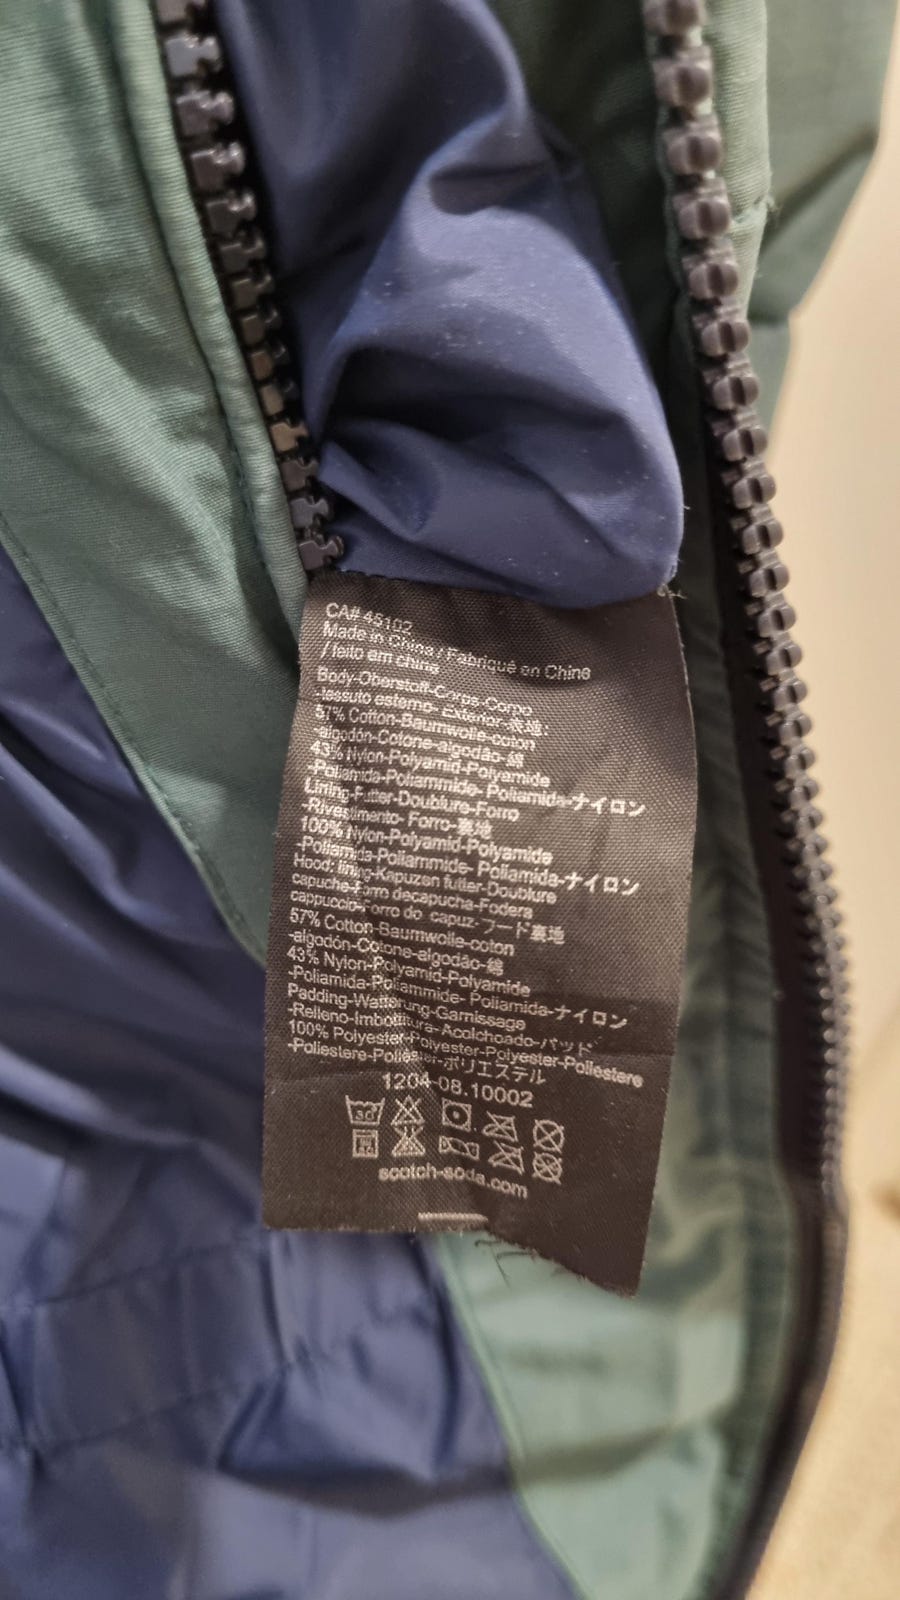 CA# 45102
Made in China / Fabriqué en Chine
/ feito em china
Body-Oberstoff-Corps-Corpo
-tessuto esterno- Exterior-表地:
57% Cotton-Baumwolle-coton
-algodón-Cotone-algodão-綿
43% Nylon-Polyamid-Polyamide
-Poliamida-Poliammide- Poliamida-ナイロン
Lining-Futter-Doublure-Forro
-Rivestimento- Forro-裏地
100% Nylon-Polyamid-Polyamide
-Poliamida-Poliammide- Poliamida-ナイロン
Hood: lining-Kapuzen futter-Doublure
capuche-Forro decapucha-Fodera
cappuccio-Forro do capuz-フード裏地
57% Cotton-Baumwolle-coton
-algodón-Cotone-algodão-綿
43% Nylon-Polyamid-Polyamide
-Poliamida-Poliammide- Poliamida-ナイロン
Padding-Wattierung-Garnissage
-Relleno-Imbottitura-Acolchoado-パッド
100% Polyester-Polyester-Polyester-Poliestere
-Poliestere-Poliéster-ポリエステル
1204-08.10002
30
scotch-soda.com